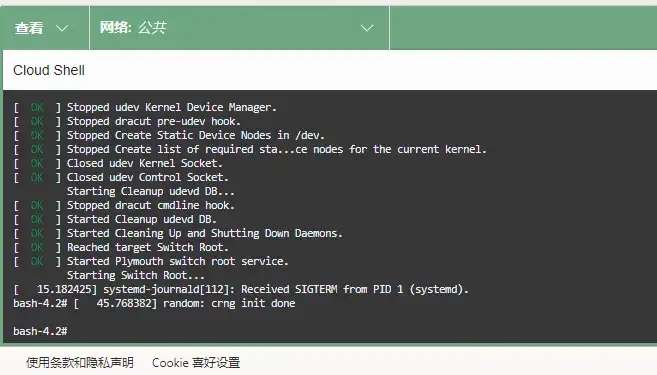 查看 网络: 公共
Cloud Shell
[  OK  ] Stopped udev Kernel Device Manager.
[  OK  ] Stopped dracut pre-udev hook.
[  OK  ] Stopped Create Static Device Nodes in /dev.
[  OK  ] Stopped Create list of required sta...ce nodes for the current kernel.
[  OK  ] Closed udev Kernel Socket.
[  OK  ] Closed udev Control Socket.
         Starting Cleanup udevd DB...
[  OK  ] Stopped dracut cmdline hook.
[  OK  ] Started Cleanup udevd DB.
[  OK  ] Started Cleaning Up and Shutting Down Daemons.
[  OK  ] Reached target Switch Root.
[  OK  ] Started Plymouth switch root service.
         Starting Switch Root...
[   15.182425] systemd-journald[112]: Received SIGTERM from PID 1 (systemd).
bash-4.2# [   45.768382] random: crng init done
bash-4.2#
使用条款和隐私声明 Cookie 喜好设置